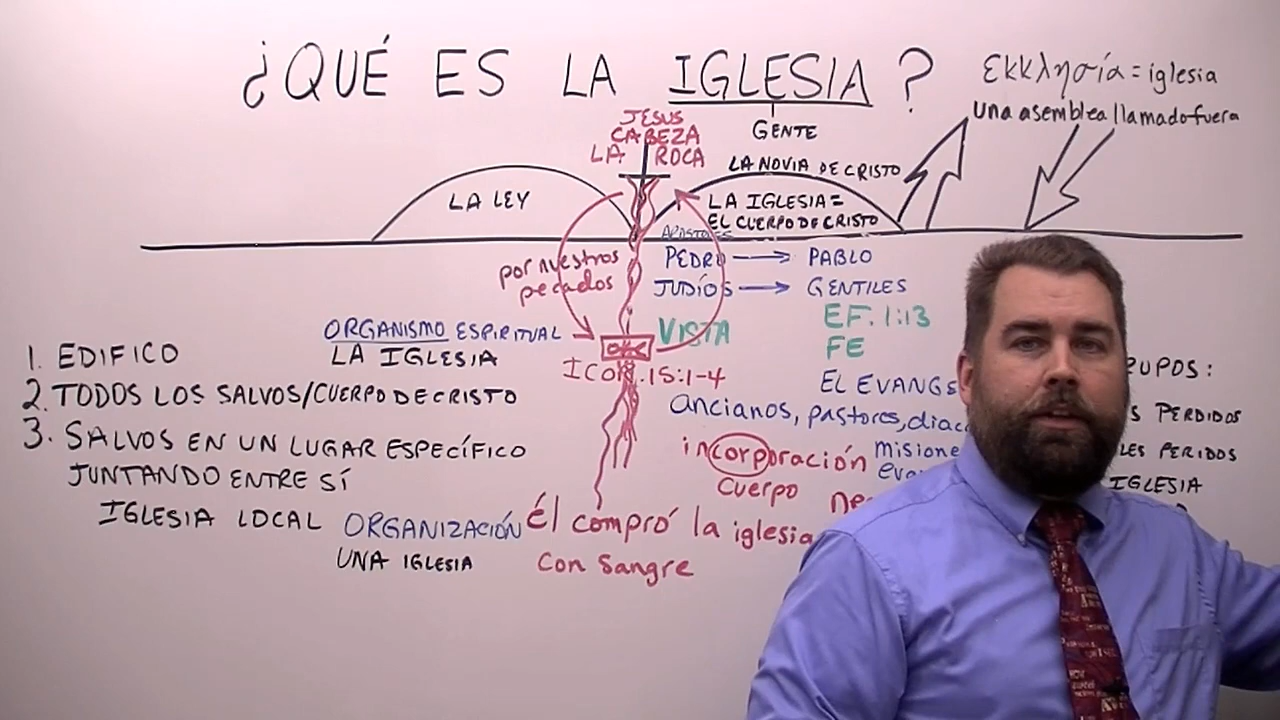 ¿QUÉ ES LA IGLESIA?
εκκλησία = iglesia
una asemblea llamado fuera
GENTE
JESUS
CABEZA
LA ROCA
LA NOVIA DE CRISTO
LA LEY
LA IGLESIA =
EL CUERPO DE CRISTO
APOSTOLES
PEDRO → PABLO
JUDÍOS → GENTILES
por nuestros
pecados
VISTA
EF. 1:13
FE
ORGANISMO ESPIRITUAL
LA IGLESIA
I COR. 15:1-4
EL EVANG
1. EDIFICO
2. TODOS LOS SALVOS/CUERPO DE CRISTO
3. SALVOS EN UN LUGAR ESPECÍFICO
JUNTANDO ENTRE SÍ
IGLESIA LOCAL
ORGANIZACIÓN
UNA IGLESIA
ancianos, pastores, diac
incorporación
cuerpo
misione
eva
ne
Él compró la iglesia
con sangre
UPOS:
S PERDIDOS
LES PERIDOS
IGLESIA